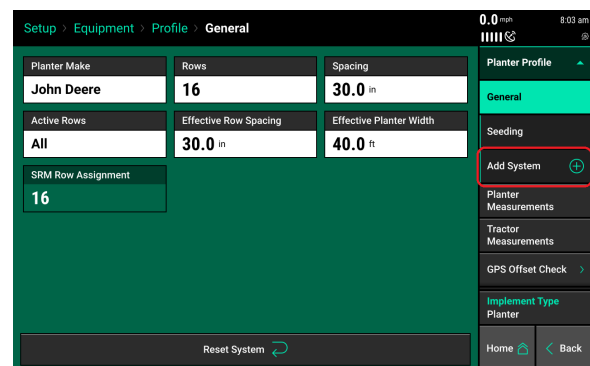 Setup > Equipment > Profile > General
0.0 mph 8:03 am
Planter Make
John Deere
Rows
16
Spacing
30.0 in
Active Rows
All
Effective Row Spacing
30.0 in
Effective Planter Width
40.0 ft
SRM Row Assignment
16
Reset System
Planter Profile
General
Seeding
Add System
Planter
Measurements
Tractor
Measurements
GPS Offset Check >
Implement Type
Planter
Home
< Back